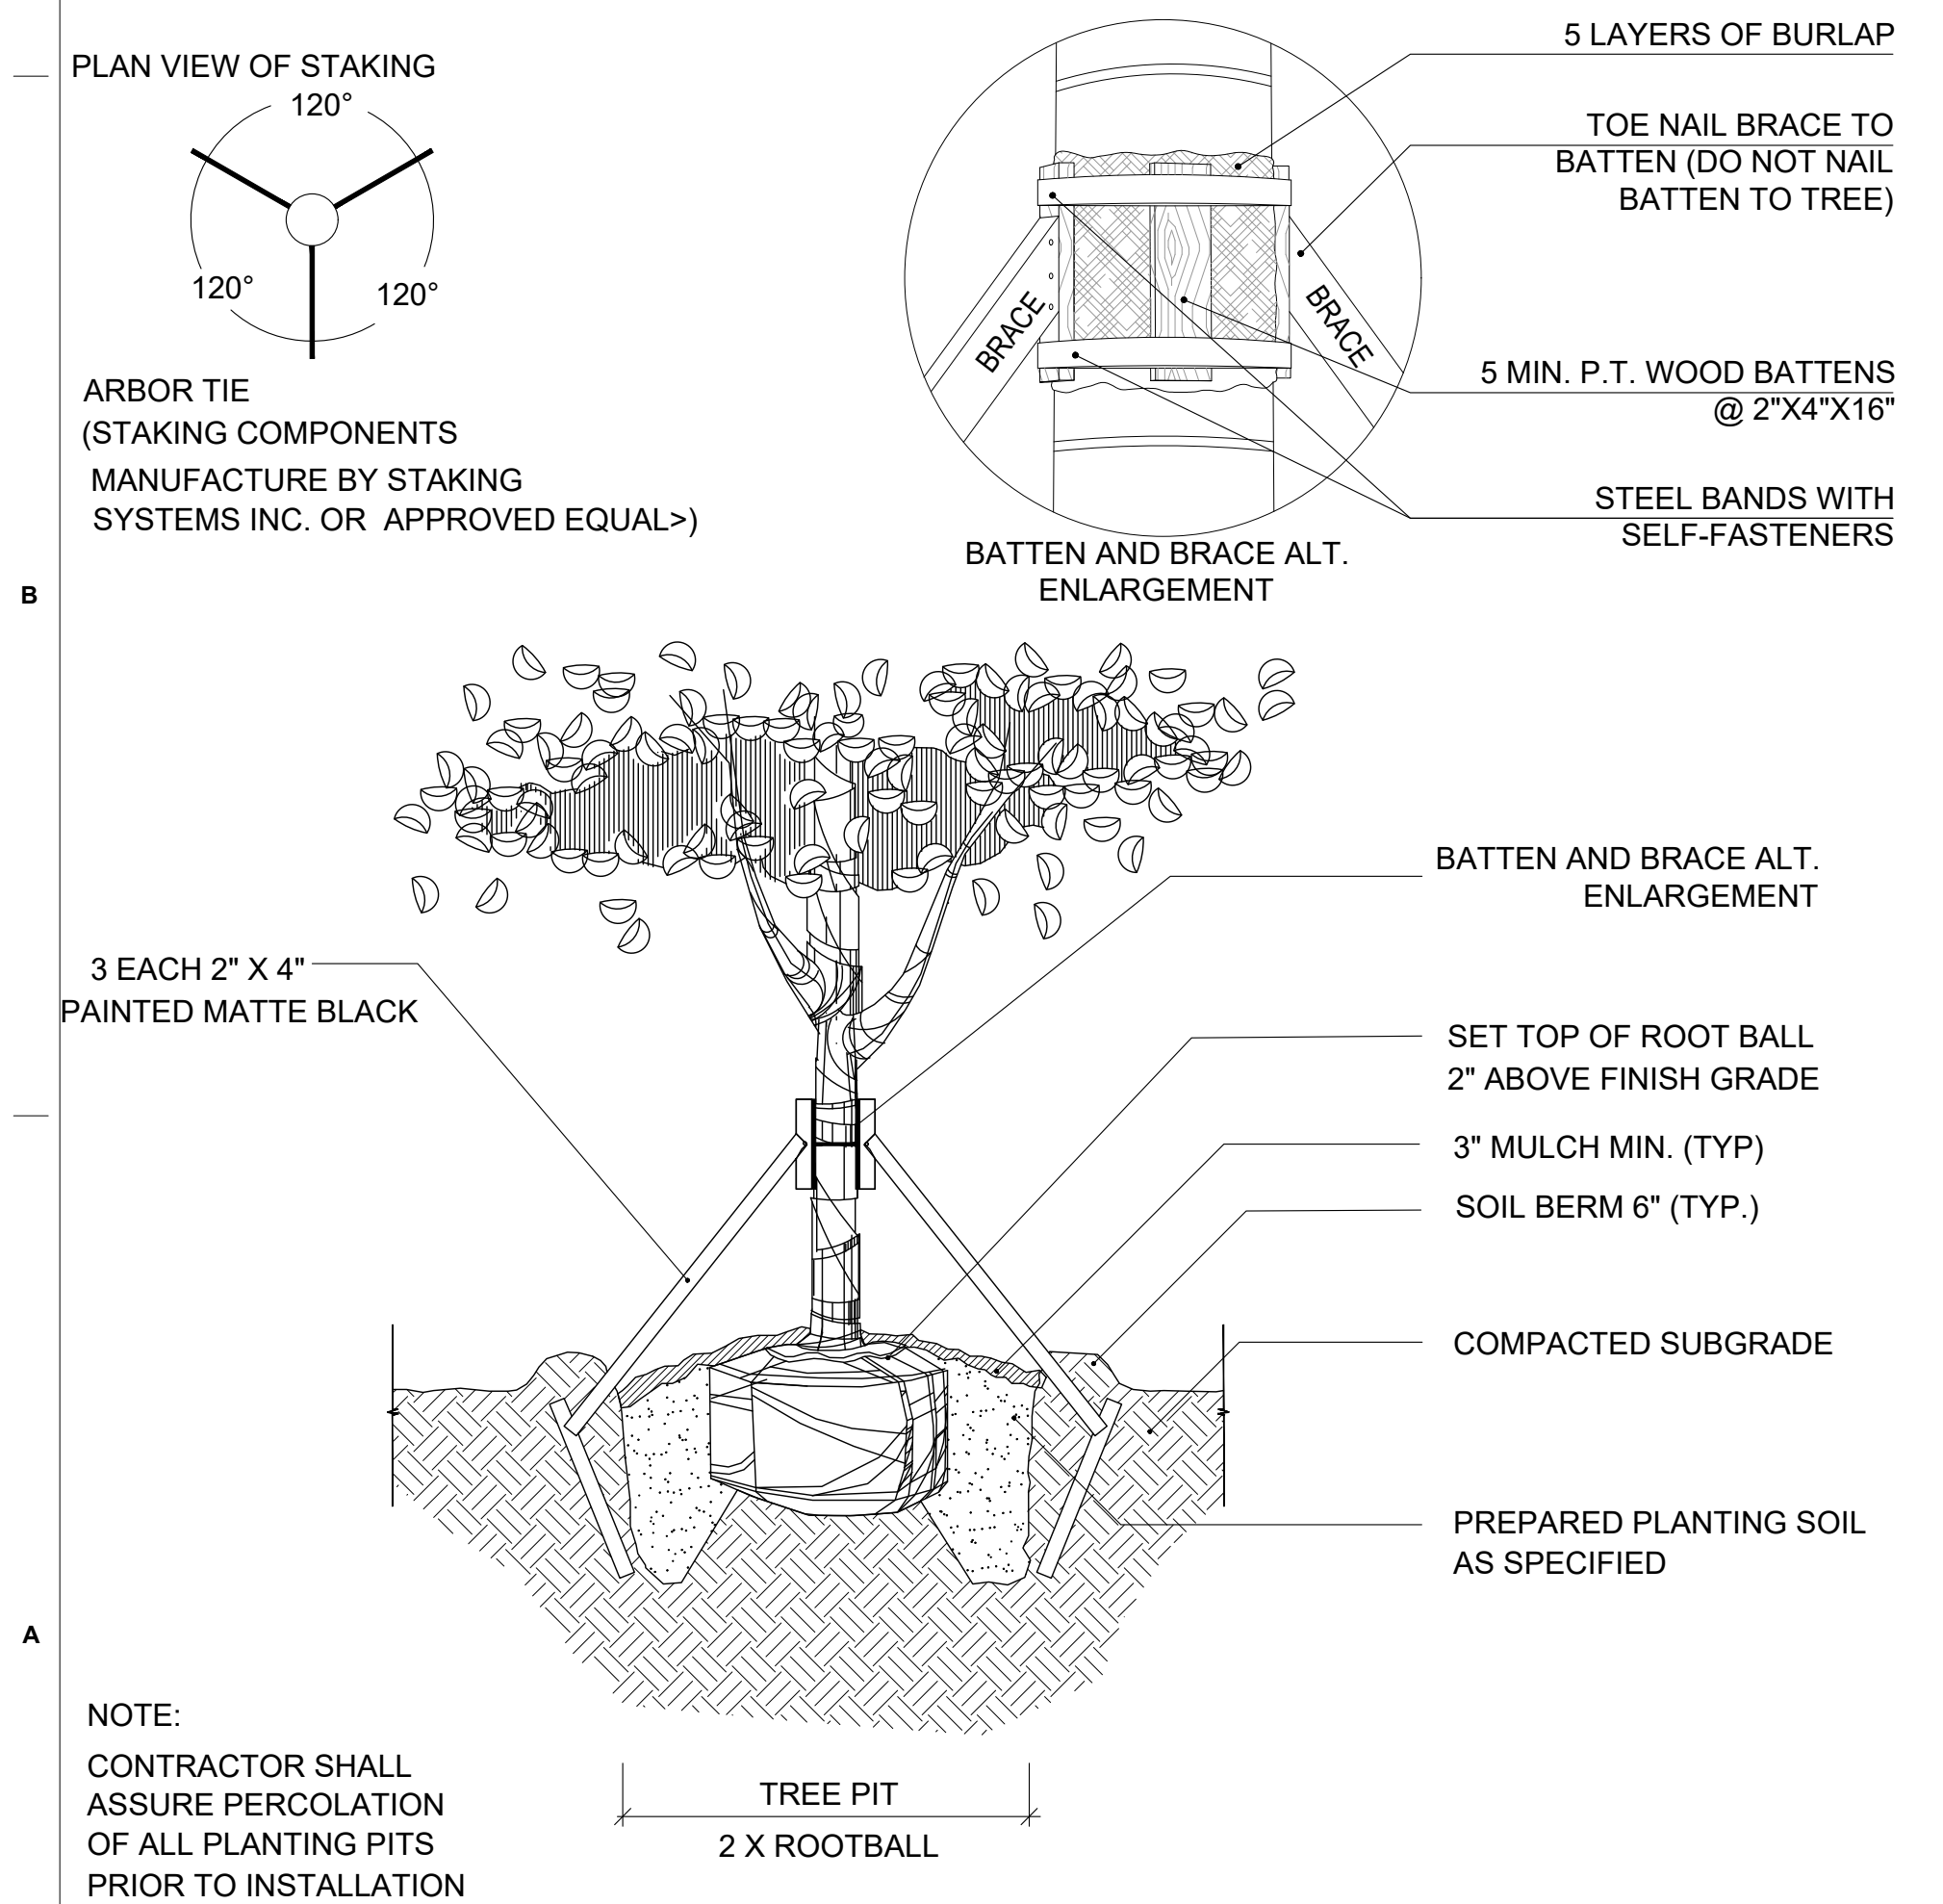 PLAN VIEW OF STAKING
120°
120°
120°
ARBOR TIE
(STAKING COMPONENTS
MANUFACTURE BY STAKING
SYSTEMS INC. OR APPROVED EQUAL>)
5 LAYERS OF BURLAP
TOE NAIL BRACE TO
BATTEN (DO NOT NAIL
BATTEN TO TREE)
BRACE
BRACE
5 MIN. P.T. WOOD BATTENS
@ 2"X4"X16"
STEEL BANDS WITH
SELF-FASTENERS
BATTEN AND BRACE ALT.
ENLARGEMENT
B
BATTEN AND BRACE ALT.
ENLARGEMENT
3 EACH 2" X 4"
PAINTED MATTE BLACK
SET TOP OF ROOT BALL
2" ABOVE FINISH GRADE
3" MULCH MIN. (TYP)
SOIL BERM 6" (TYP.)
COMPACTED SUBGRADE
PREPARED PLANTING SOIL
AS SPECIFIED
A
NOTE:
CONTRACTOR SHALL
ASSURE PERCOLATION
OF ALL PLANTING PITS
PRIOR TO INSTALLATION
TREE PIT
2 X ROOTBALL